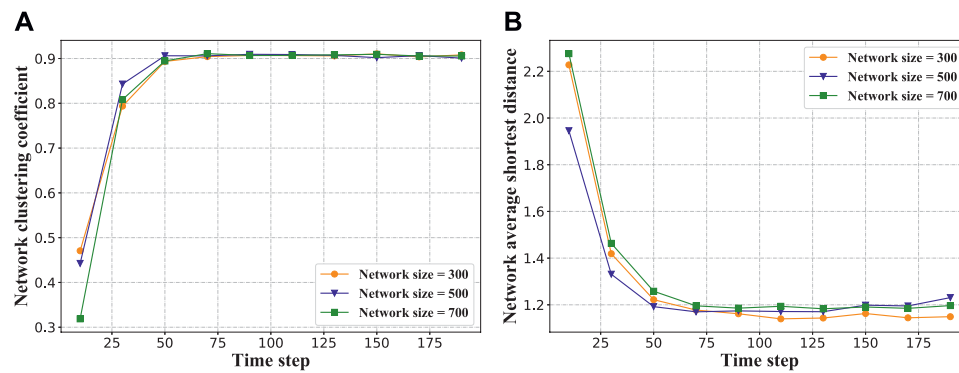 A
Network clustering coefficient
0.9
0.8
0.7
0.6
0.5
0.4
0.3
Network size = 300
Network size = 500
Network size = 700
25
50
75
100
125
150
175
Time step
B
Network average shortest distance
2.2
2.0
1.8
1.6
1.4
1.2
Network size = 300
Network size = 500
Network size = 700
25
50
75
100
125
150
175
Time step